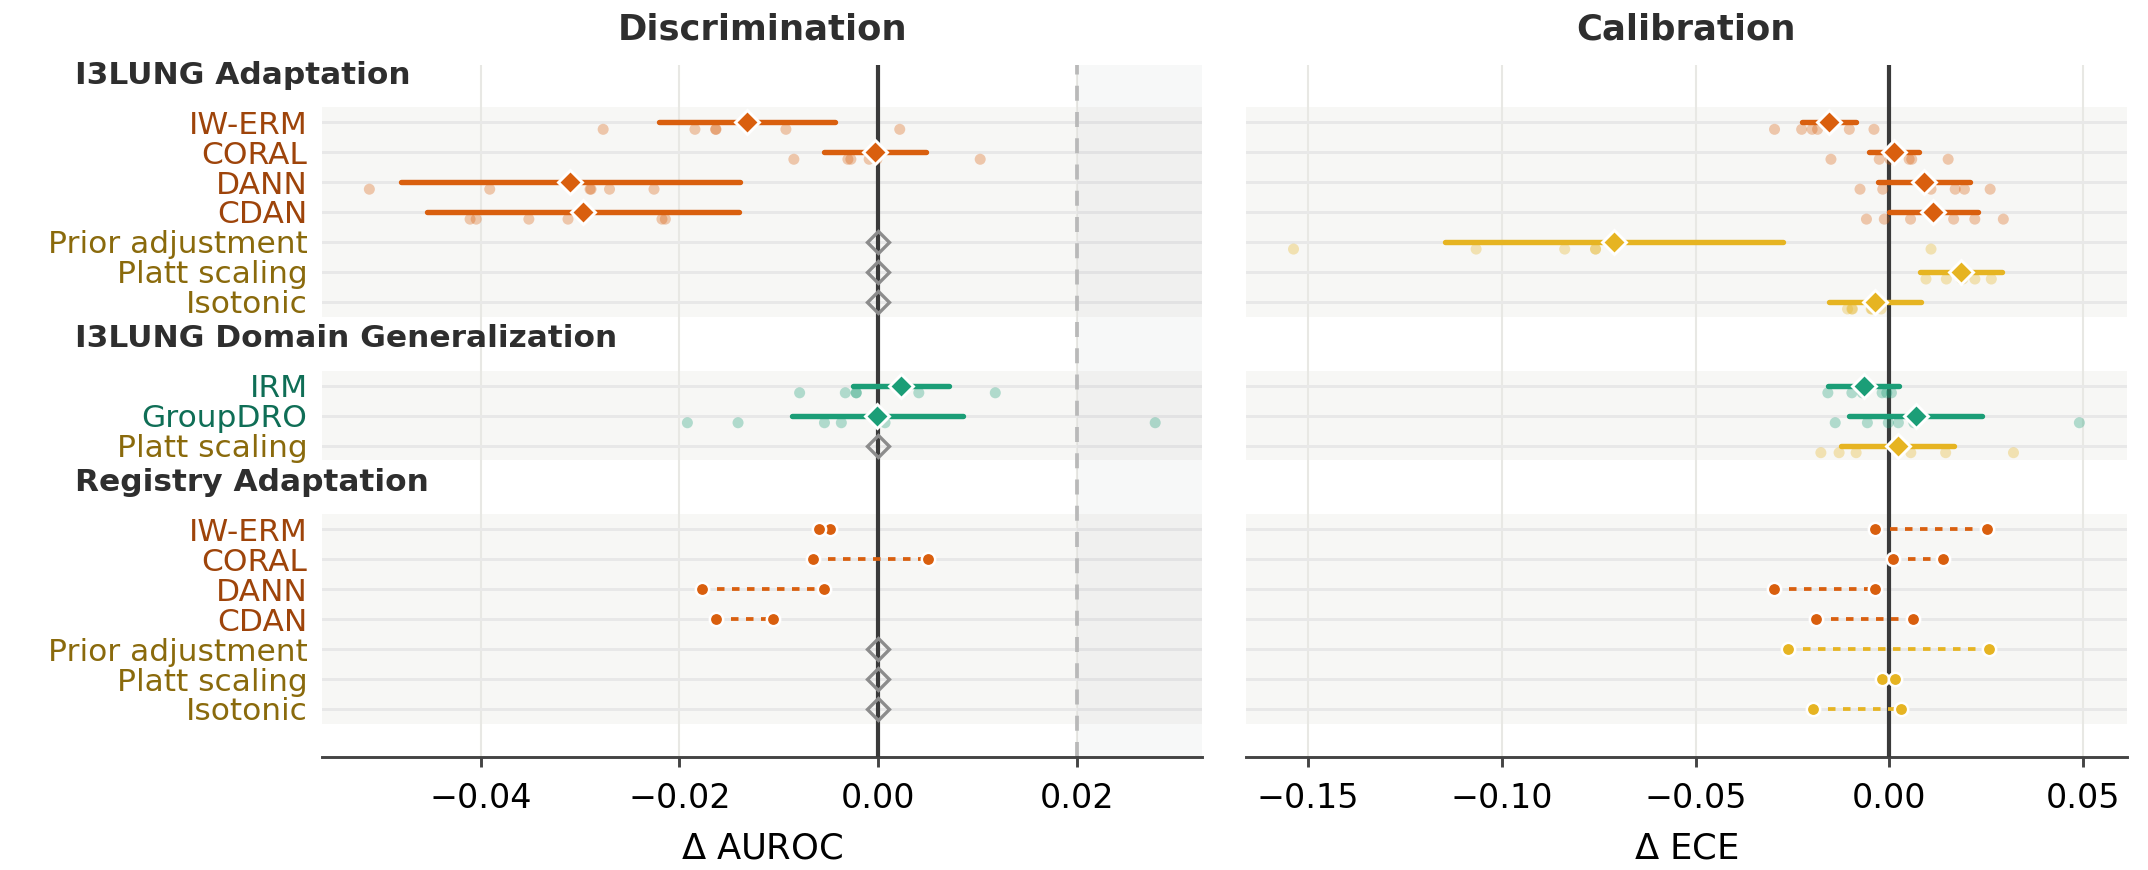 Discrimination
Calibration
I3LUNG Adaptation
IW-ERM
CORAL
DANN
CDAN
Prior adjustment
Platt scaling
Isotonic
I3LUNG Domain Generalization
IRM
GroupDRO
Platt scaling
Registry Adaptation
IW-ERM
CORAL
DANN
CDAN
Prior adjustment
Platt scaling
Isotonic
−0.04 −0.02 0.00 0.02
−0.15 −0.10 −0.05 0.00 0.05
Δ AUROC
Δ ECE